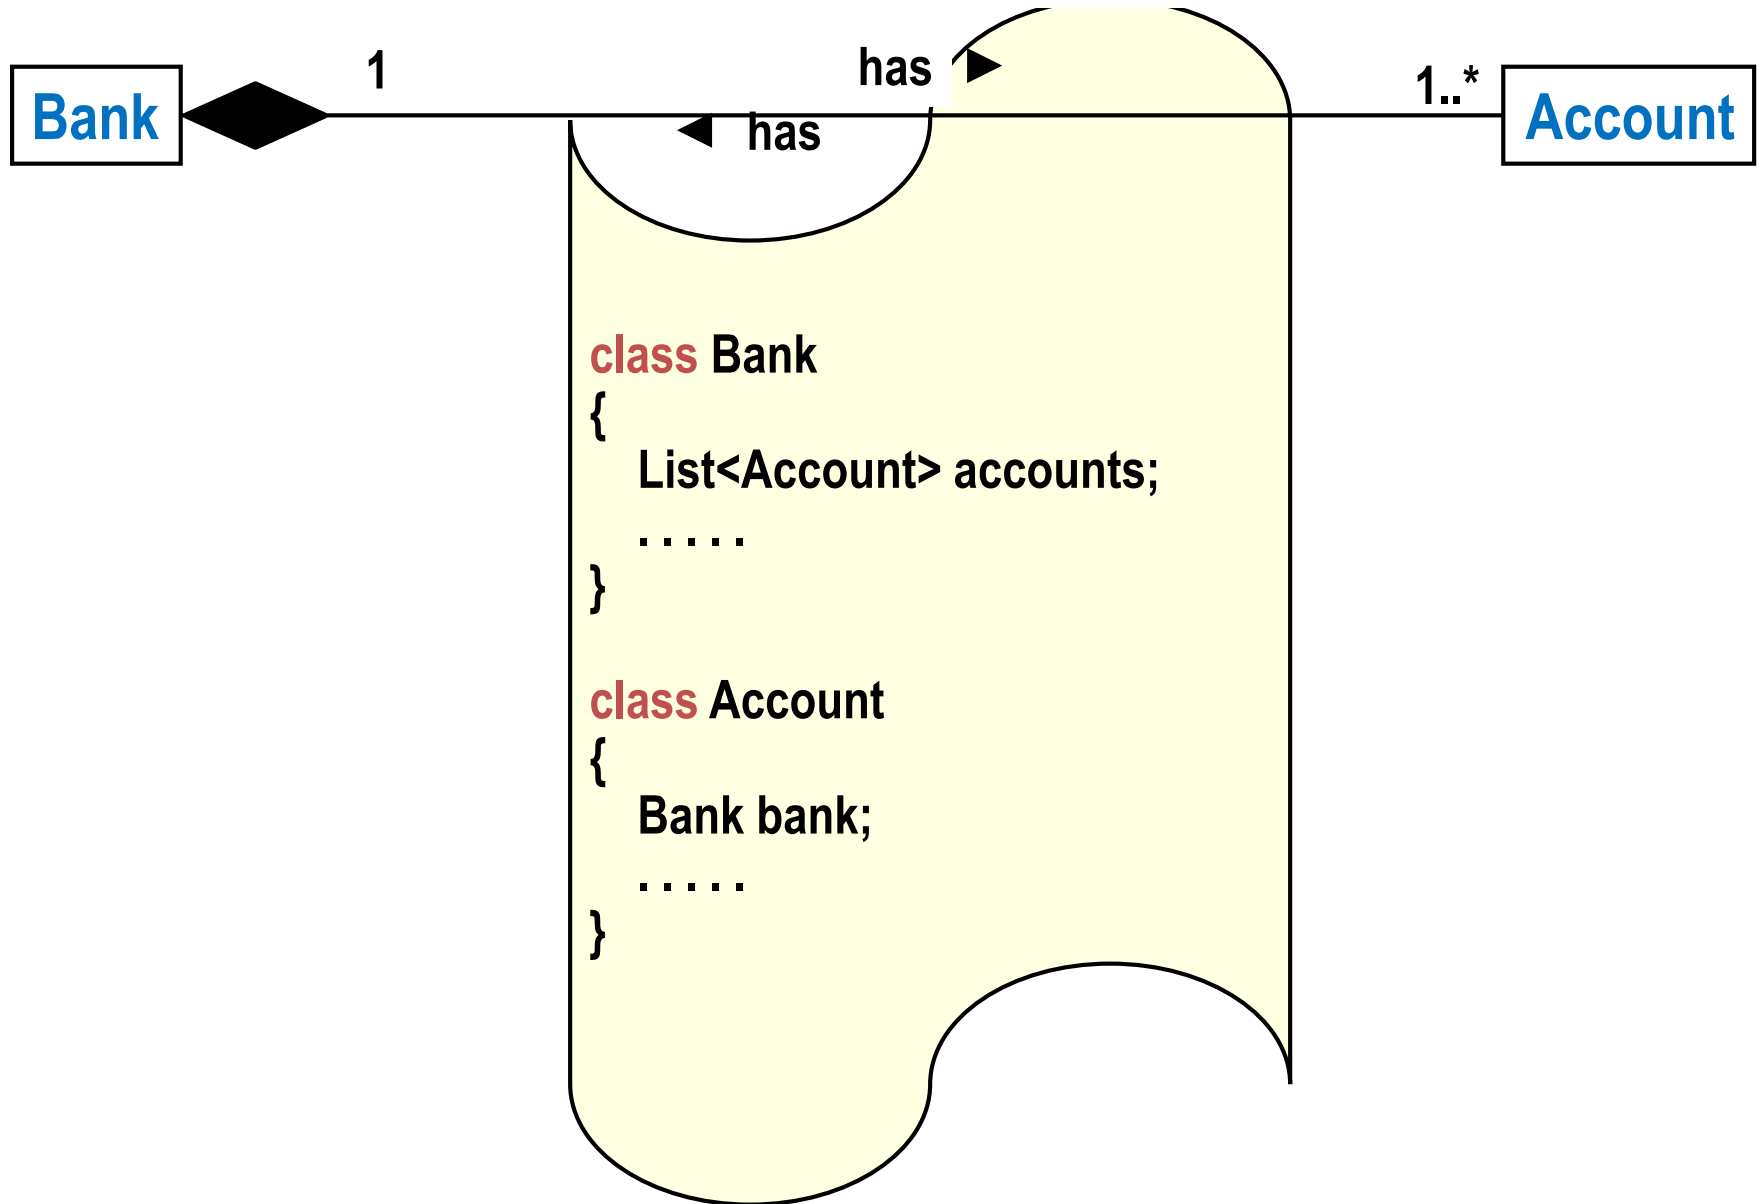 1
has ►
1..*
Bank
Account
◄ has
class Bank
{
List<Account> accounts;
. . . . .
}
class Account
{
Bank bank;
. . . . .
}